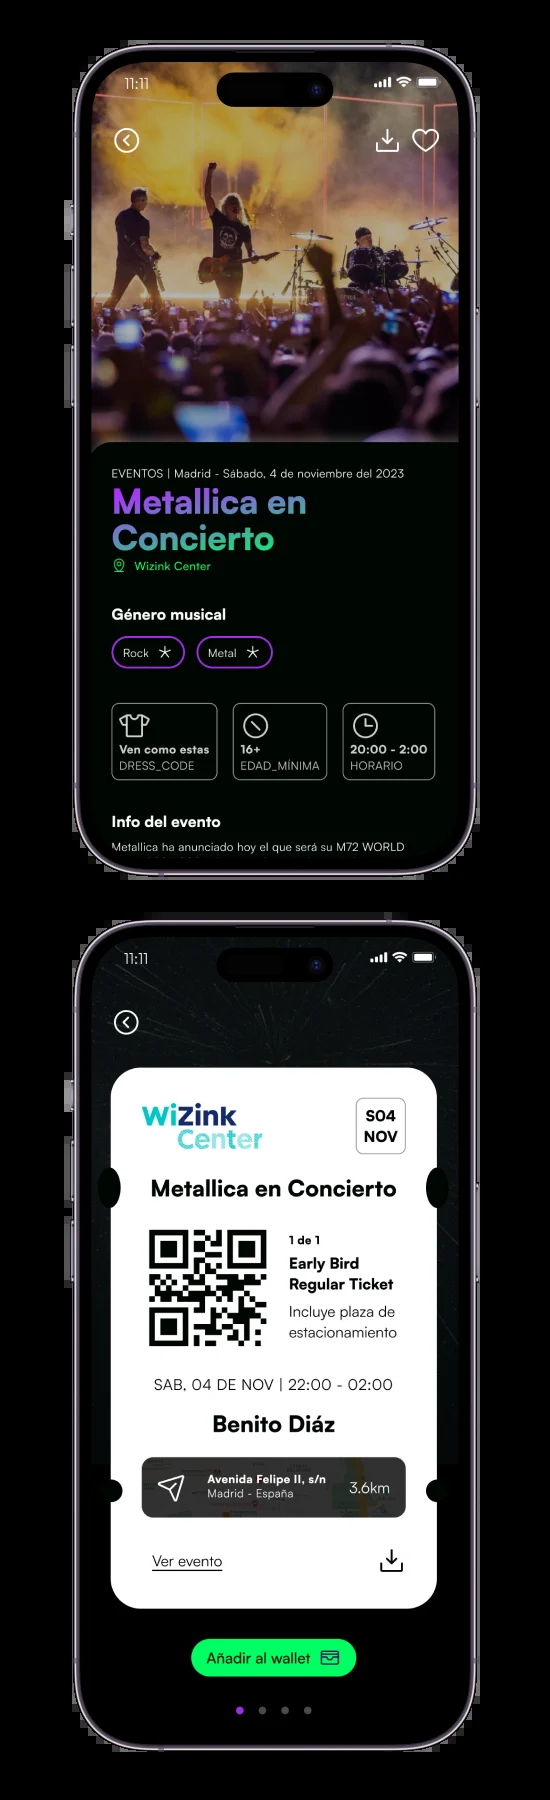 11:11
EVENTOS | Madrid - Sábado, 4 de noviembre del 2023
Metallica en
Concierto
Wizink Center
Género musical
Rock
Metal
Ven como estas
DRESS_CODE
16+
EDAD_MÍNIMA
20:00 - 2:00
HORARIO
Info del evento
Metallica ha anunciado hoy el que será su M72 WORLD
11:11
WiZink
Center
S04
NOV
Metallica en Concierto
1 de 1
Early Bird
Regular Ticket
Incluye plaza de
estacionamiento
SAB, 04 DE NOV | 22:00 - 02:00
Benito Diáz
Avenida Felipe II, s/n
Madrid - España
3.6km
Ver evento
Añadir al wallet